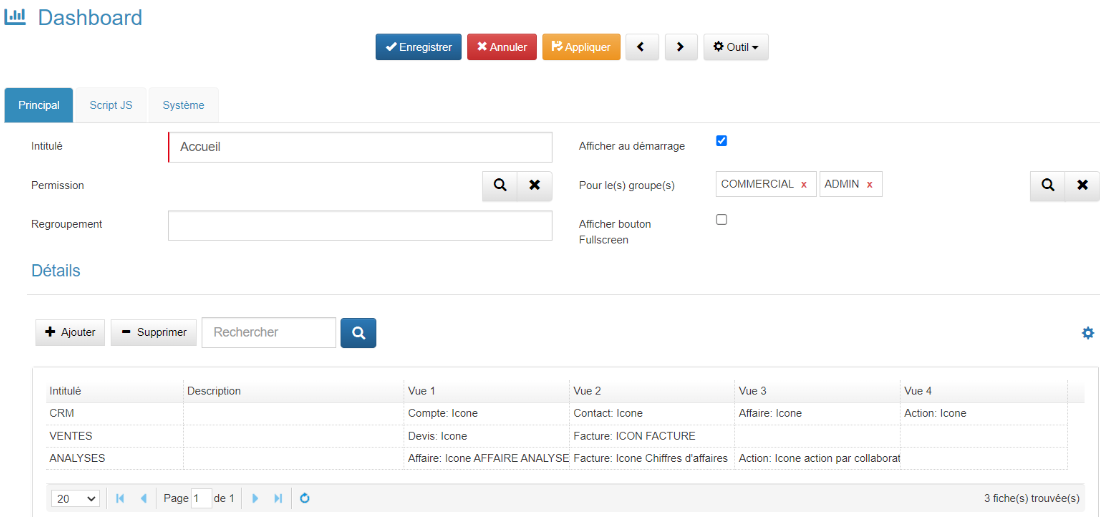 Dashboard
Enregistrer Annuler Appliquer Outil
Principal Script JS Système
Intitulé Accueil Afficher au démarrage
Permission Pour le(s) groupe(s) COMMERCIAL x ADMIN x
Regroupement Afficher bouton
Fullscreen
Détails
Ajouter Supprimer Rechercher
Intitulé Description Vue 1 Vue 2 Vue 3 Vue 4
CRM Compte: Icone Contact: Icone Affaire: Icone Action: Icone
VENTES Devis: Icone Facture: ICON FACTURE
ANALYSES Affaire: Icone AFFAIRE ANALYSE Facture: Icone Chiffres d'affaires Action: Icone action par collaborat
20 Page 1 de 1 3 fiche(s) trouvée(s)